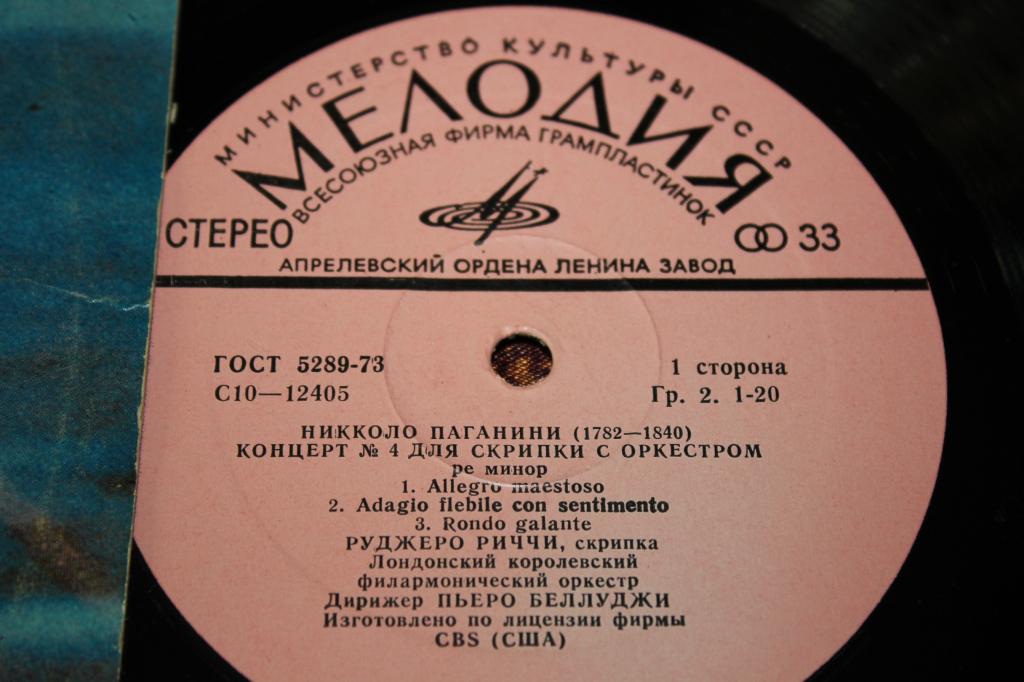 МИНИСТЕРСТВО КУЛЬТУРЫ СССР
МЕЛОДИЯ
ВСЕСОЮЗНАЯ ФИРМА ГРАМПЛАСТИНОК
СТЕРЕО
33
АПРЕЛЕВСКИЙ ОРДЕНА ЛЕНИНА ЗАВОД
ГОСТ 5289-73
1 сторона
С10—12405
Гр. 2. 1-20
НИККОЛО ПАГАНИНИ (1782—1840)
КОНЦЕРТ № 4 ДЛЯ СКРИПКИ С ОРКЕСТРОМ
ре минор
1. Allegro maestoso
2. Adagio flebile con sentimento
3. Rondo galante
РУДЖЕРО РИЧЧИ, скрипка
Лондонский королевский
филармонический оркестр
Дирижер ПЬЕРО БЕЛЛУДЖИ
Изготовлено по лицензии фирмы
CBS (США)